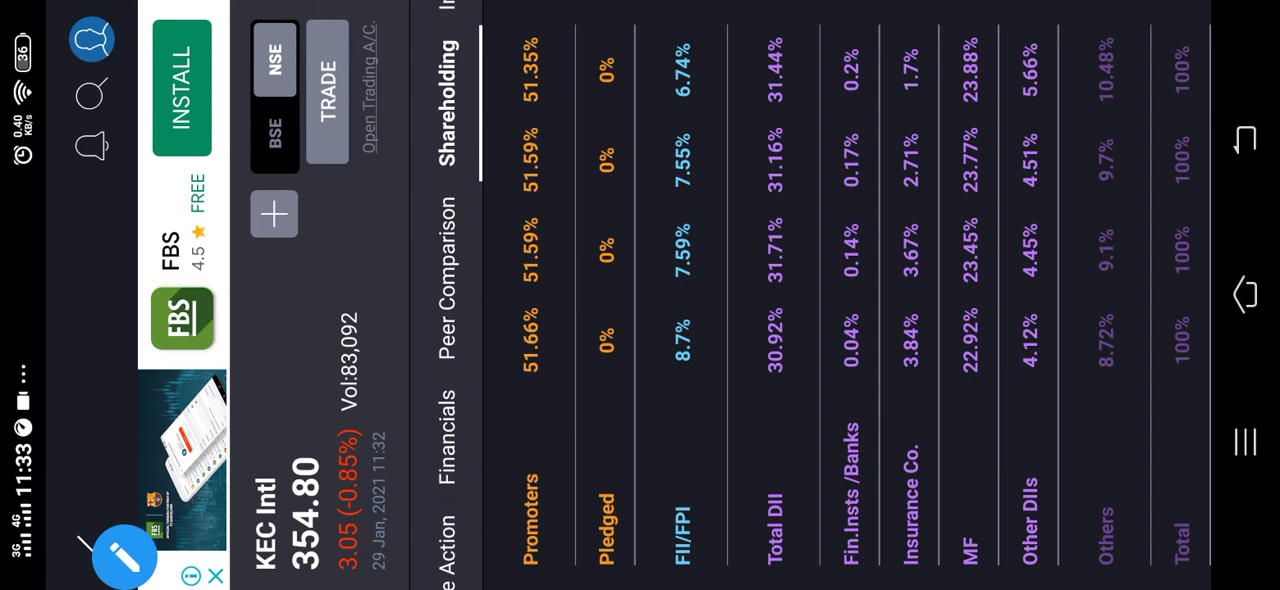 3G 4G 11:33 ... 0.40 KB/s 36
FBS
FBS
4.5 ★ FREE
INSTALL
KEC Intl
354.80
3.05 (-0.85%) Vol:83,092
29 Jan, 2021 11:32
BSE NSE
TRADE
Open Trading A/C.
e Action Financials Peer Comparison Shareholding
Promoters 51.66% 51.59% 51.59% 51.35%
Pledged 0% 0% 0% 0%
FII/FPI 8.7% 7.59% 7.55% 6.74%
Total DII 30.92% 31.71% 31.16% 31.44%
Fin.Insts /Banks 0.04% 0.14% 0.17% 0.2%
Insurance Co. 3.84% 3.67% 2.71% 1.7%
MF 22.92% 23.45% 23.77% 23.88%
Other DIIs 4.12% 4.45% 4.51% 5.66%
Others 8.72% 9.1% 9.7% 10.48%
Total 100% 100% 100% 100%